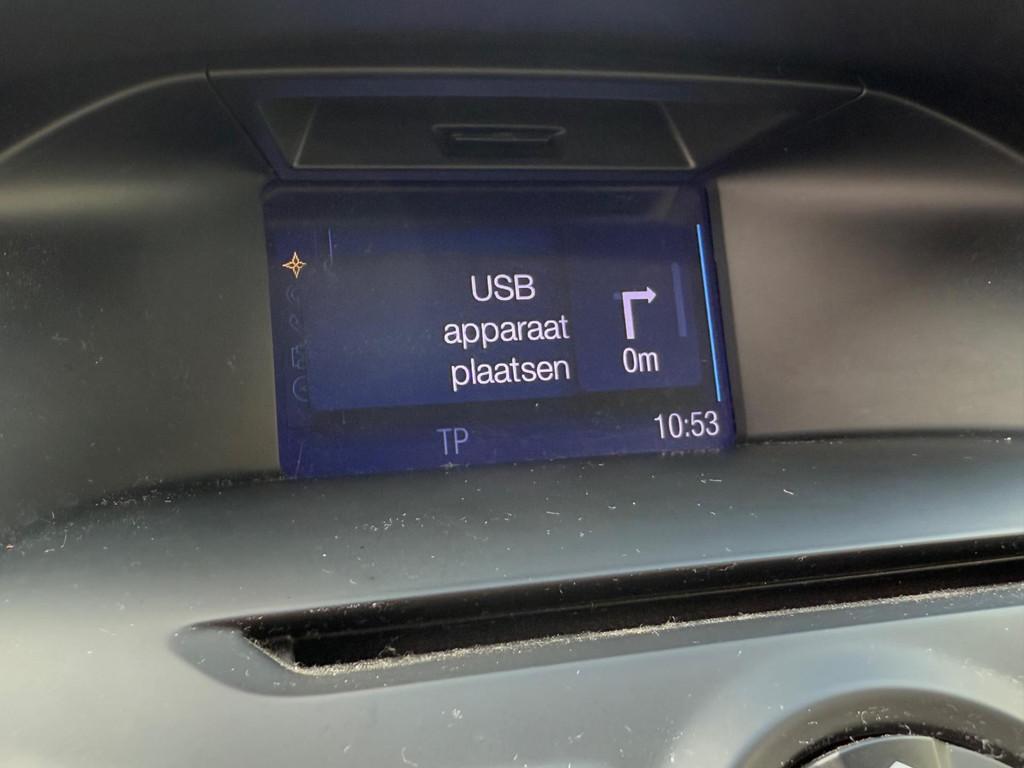 USB
apparaat
plaatsen
0m
TP
10:53